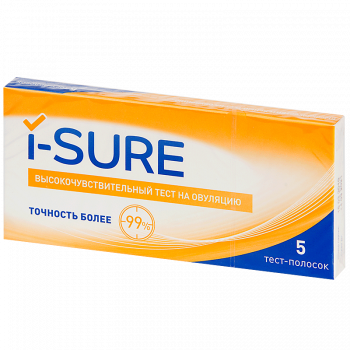 i-SURE
ВЫСОКОЧУВСТВИТЕЛЬНЫЙ ТЕСТ НА ОВУЛЯЦИЮ
ТОЧНОСТЬ БОЛЕЕ
99%
5
тест-полосок